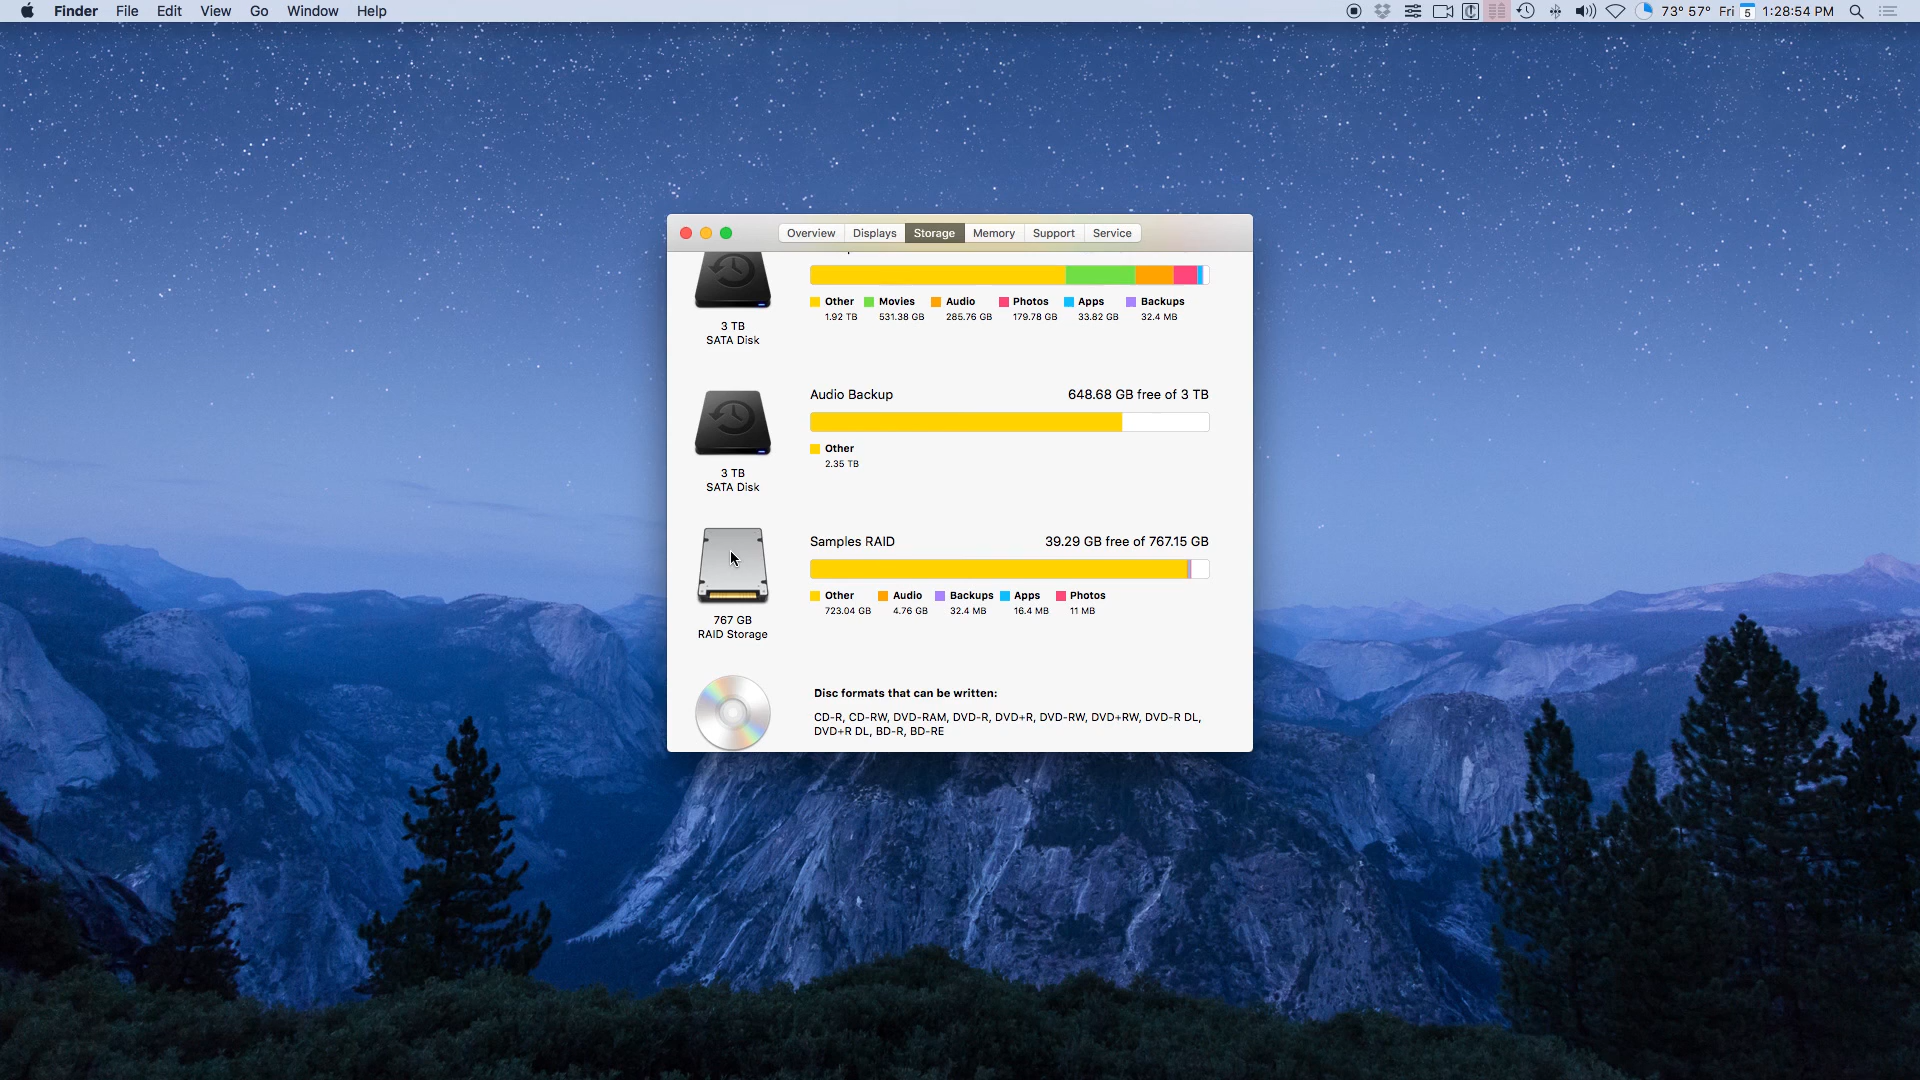 Finder File Edit View Go Window Help
73° 57° Fri 5 1:28:54 PM
Overview Displays Storage Memory Support Service
Other Movies Audio Photos Apps Backups
1.92 TB 531.38 GB 285.76 GB 179.78 GB 33.82 GB 32.4 MB
3 TB
SATA Disk
Audio Backup 648.68 GB free of 3 TB
Other
2.35 TB
3 TB
SATA Disk
Samples RAID 39.29 GB free of 767.15 GB
Other Audio Backups Apps Photos
723.04 GB 4.76 GB 32.4 MB 16.4 MB 11 MB
767 GB
RAID Storage
Disc formats that can be written:
CD-R, CD-RW, DVD-RAM, DVD-R, DVD+R, DVD-RW, DVD+RW, DVD-R DL,
DVD+R DL, BD-R, BD-RE